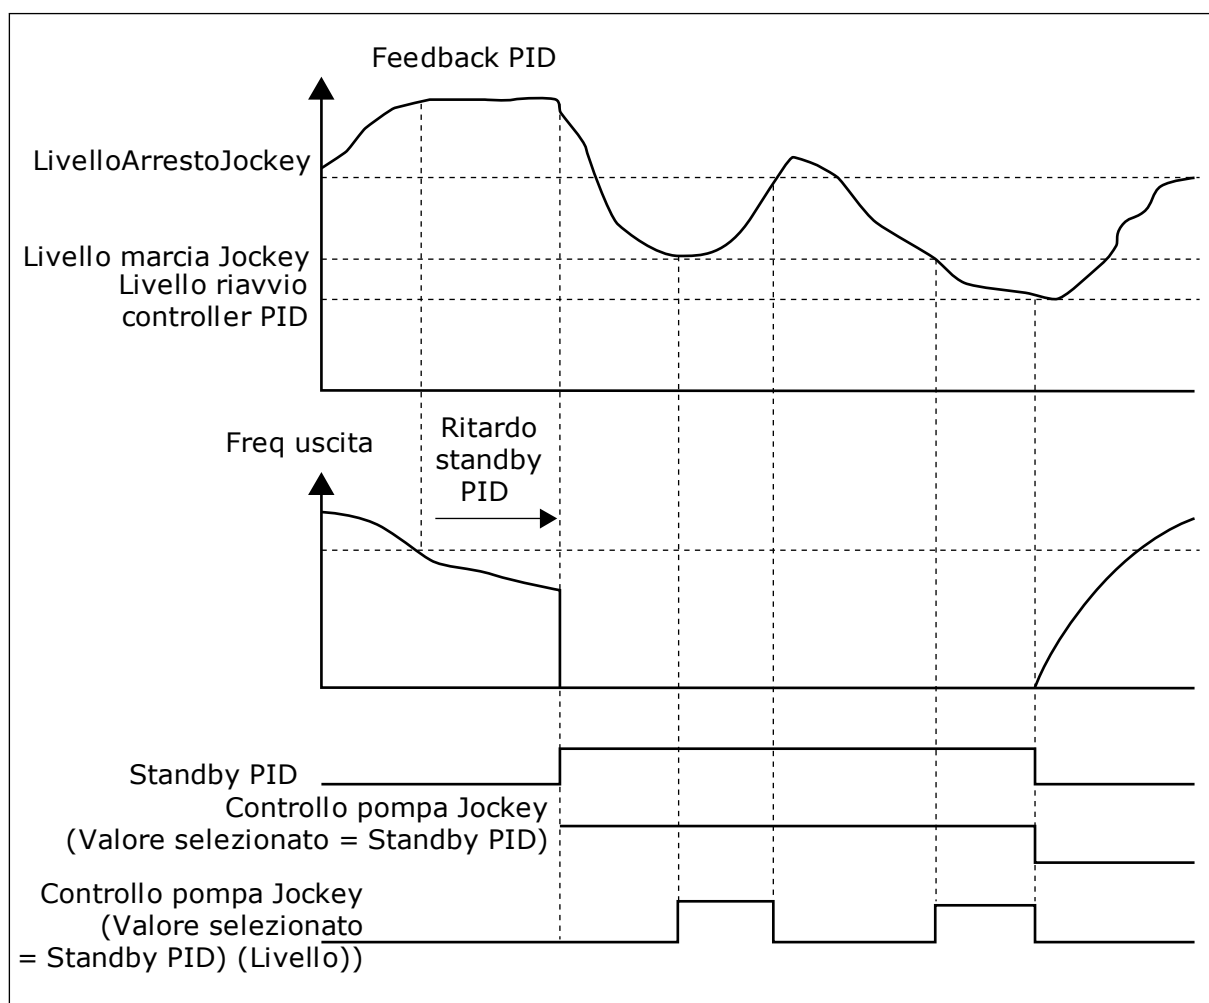 Feedback PID
LivelloArrestoJockey
Livello marcia Jockey
Livello riavvio
controller PID
Freq uscita
Ritardo
standby
PID
Standby PID
Controllo pompa Jockey
(Valore selezionato = Standby PID)
Controllo pompa Jockey
(Valore selezionato
= Standby PID) (Livello))